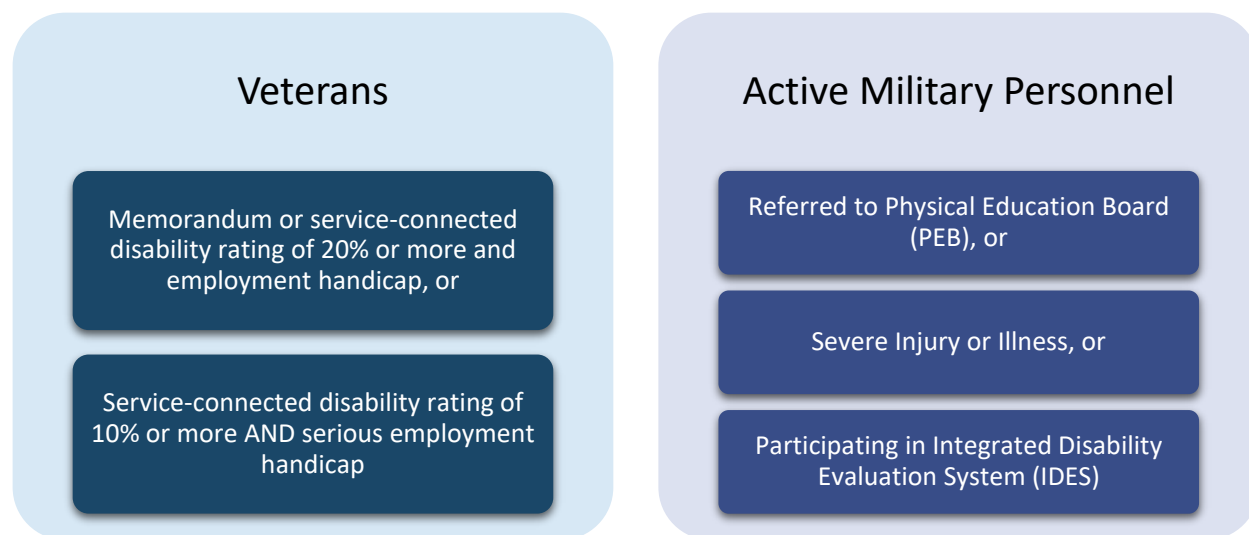 Veterans
Memorandum or service-connected
disability rating of 20% or more and
employment handicap, or
Service-connected disability rating of
10% or more AND serious employment
handicap
Active Military Personnel
Referred to Physical Education Board
(PEB), or
Severe Injury or Illness, or
Participating in Integrated Disability
Evaluation System (IDES)